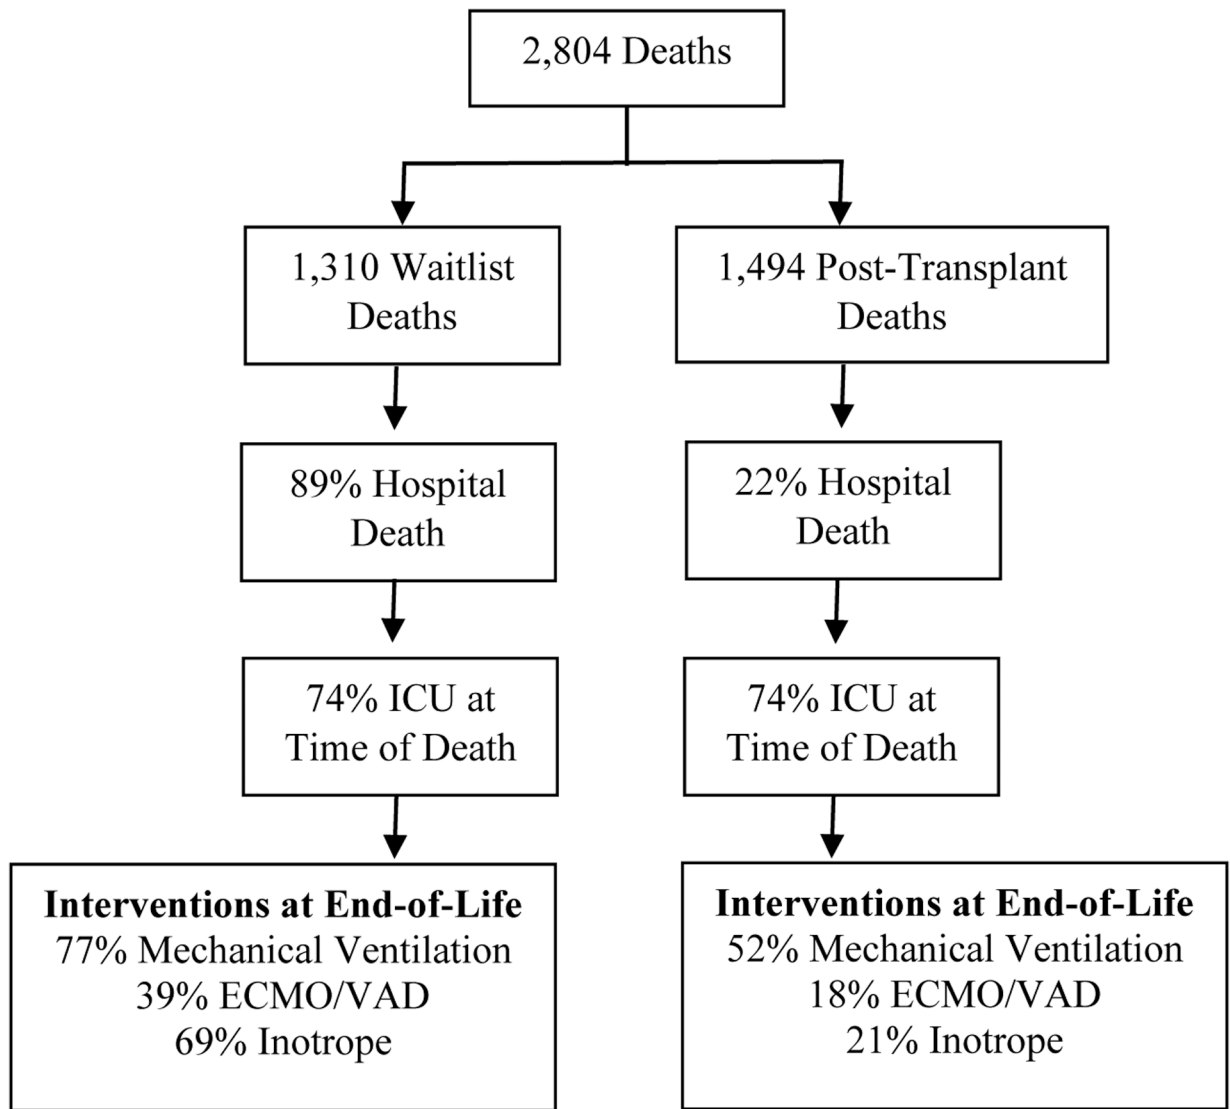 2,804 Deaths
1,310 Waitlist
Deaths
1,494 Post-Transplant
Deaths
89% Hospital
Death
22% Hospital
Death
74% ICU at
Time of Death
74% ICU at
Time of Death
Interventions at End-of-Life
77% Mechanical Ventilation
39% ECMO/VAD
69% Inotrope
Interventions at End-of-Life
52% Mechanical Ventilation
18% ECMO/VAD
21% Inotrope